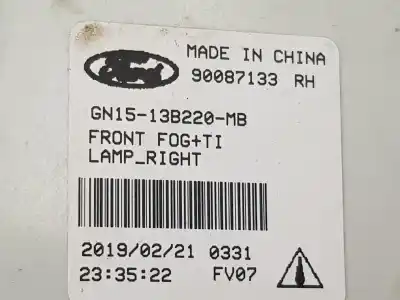 Ford
MADE IN CHINA
90087133 RH
GN15-13B220-MB
FRONT FOG+TI
LAMP_RIGHT
2019/02/21 0331
23:35:22 FV07